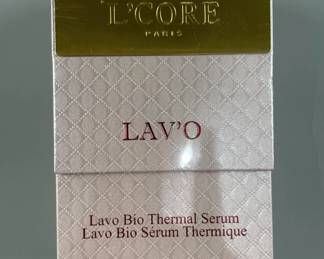 L'CORE
PARIS
LAV'O
Lavo Bio Thermal Serum
Lavo Bio Sérum Thermique